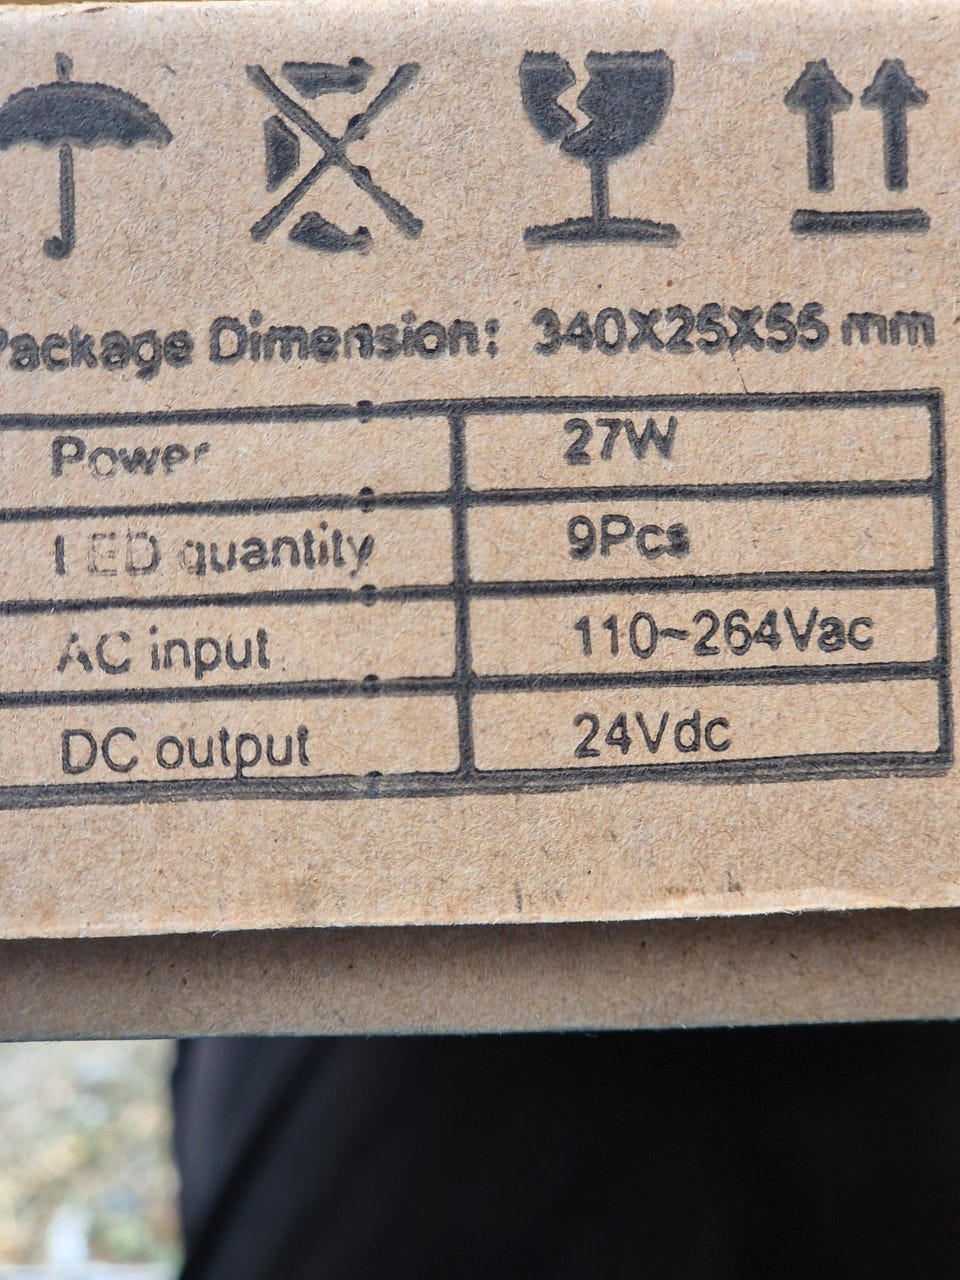 Package Dimension: 340X25X55 mm
Power 27W
LED quantity 9Pcs
AC input 110~264Vac
DC output 24Vdc